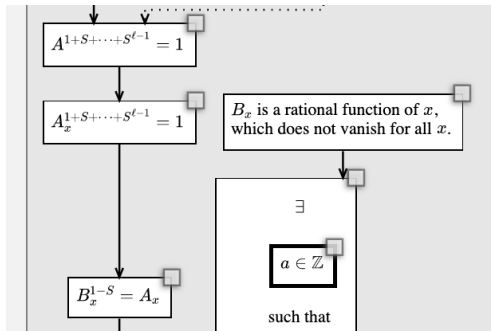 A^{1+S+⋯+S^{ℓ−1}} = 1
A_x^{1+S+⋯+S^{ℓ−1}} = 1
B_x is a rational function of x,
which does not vanish for all x.
∃
a ∈ ℤ
B_x^{1−S} = A_x
such that